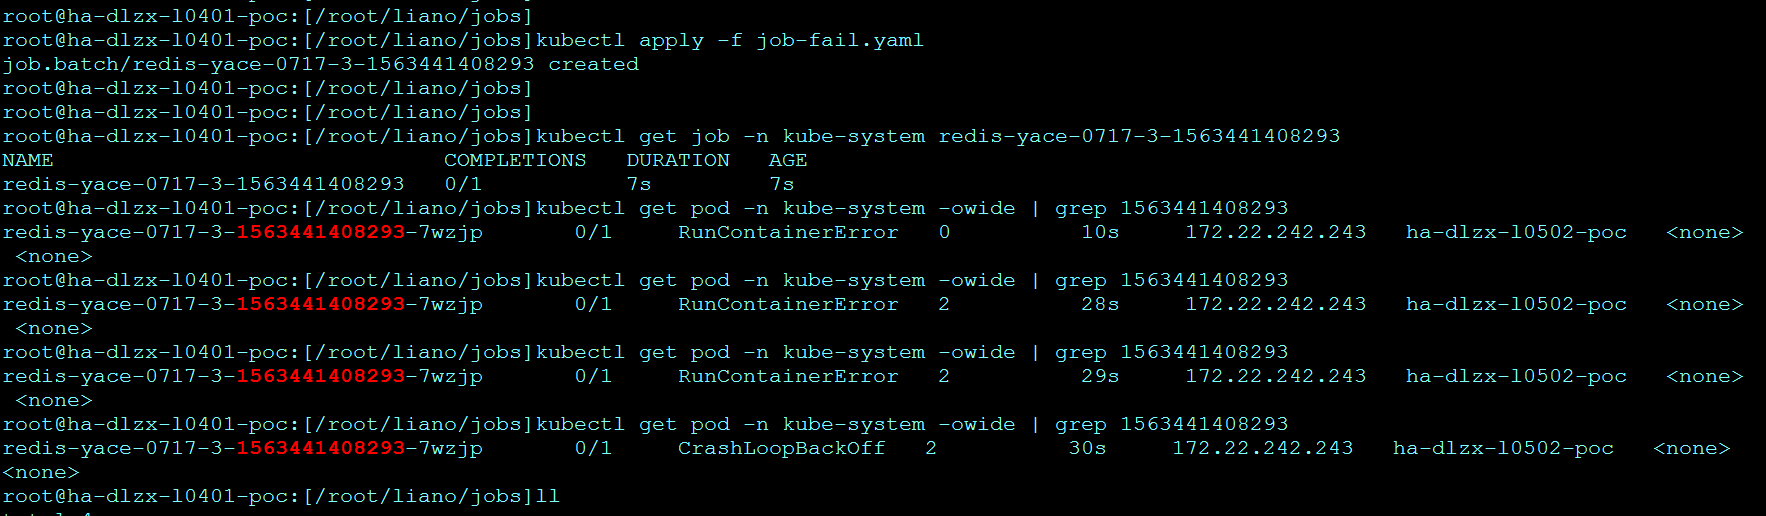 root@ha-dlzx-l0401-poc:[/root/liano/jobs]
root@ha-dlzx-l0401-poc:[/root/liano/jobs]kubectl apply -f job-fail.yaml
job.batch/redis-yace-0717-3-1563441408293 created
root@ha-dlzx-l0401-poc:[/root/liano/jobs]
root@ha-dlzx-l0401-poc:[/root/liano/jobs]
root@ha-dlzx-l0401-poc:[/root/liano/jobs]kubectl get job -n kube-system redis-yace-0717-3-1563441408293
NAME COMPLETIONS DURATION AGE
redis-yace-0717-3-1563441408293 0/1 7s 7s
root@ha-dlzx-l0401-poc:[/root/liano/jobs]kubectl get pod -n kube-system -owide | grep 1563441408293
redis-yace-0717-3-1563441408293-7wzjp 0/1 RunContainerError 0 10s 172.22.242.243 ha-dlzx-l0502-poc <none>
<none>
root@ha-dlzx-l0401-poc:[/root/liano/jobs]kubectl get pod -n kube-system -owide | grep 1563441408293
redis-yace-0717-3-1563441408293-7wzjp 0/1 RunContainerError 2 28s 172.22.242.243 ha-dlzx-l0502-poc <none>
<none>
root@ha-dlzx-l0401-poc:[/root/liano/jobs]kubectl get pod -n kube-system -owide | grep 1563441408293
redis-yace-0717-3-1563441408293-7wzjp 0/1 RunContainerError 2 29s 172.22.242.243 ha-dlzx-l0502-poc <none>
<none>
root@ha-dlzx-l0401-poc:[/root/liano/jobs]kubectl get pod -n kube-system -owide | grep 1563441408293
redis-yace-0717-3-1563441408293-7wzjp 0/1 CrashLoopBackOff 2 30s 172.22.242.243 ha-dlzx-l0502-poc <none>
<none>
root@ha-dlzx-l0401-poc:[/root/liano/jobs]ll